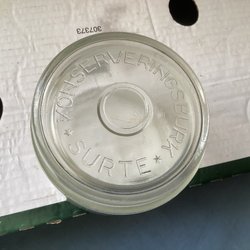 307373
KONSERVERINGSBURK
* SURTE *